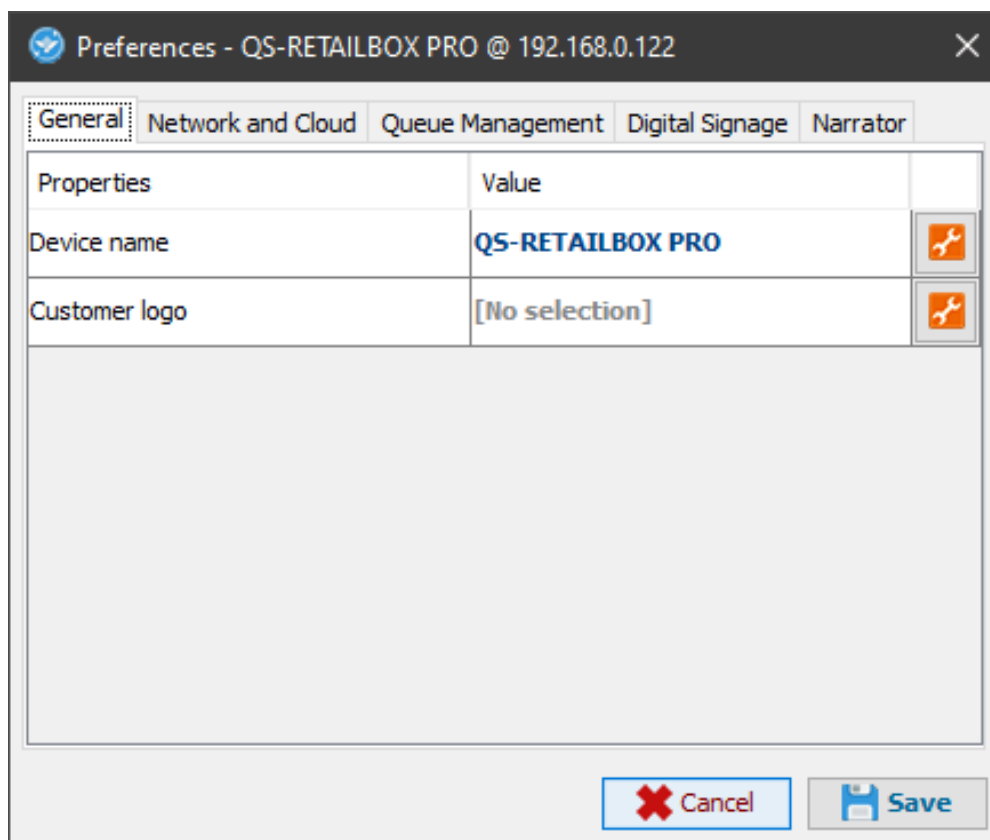 Preferences - QS-RETAILBOX PRO @ 192.168.0.122
General Network and Cloud Queue Management Digital Signage Narrator
Properties Value
Device name QS-RETAILBOX PRO
Customer logo [No selection]
Cancel Save